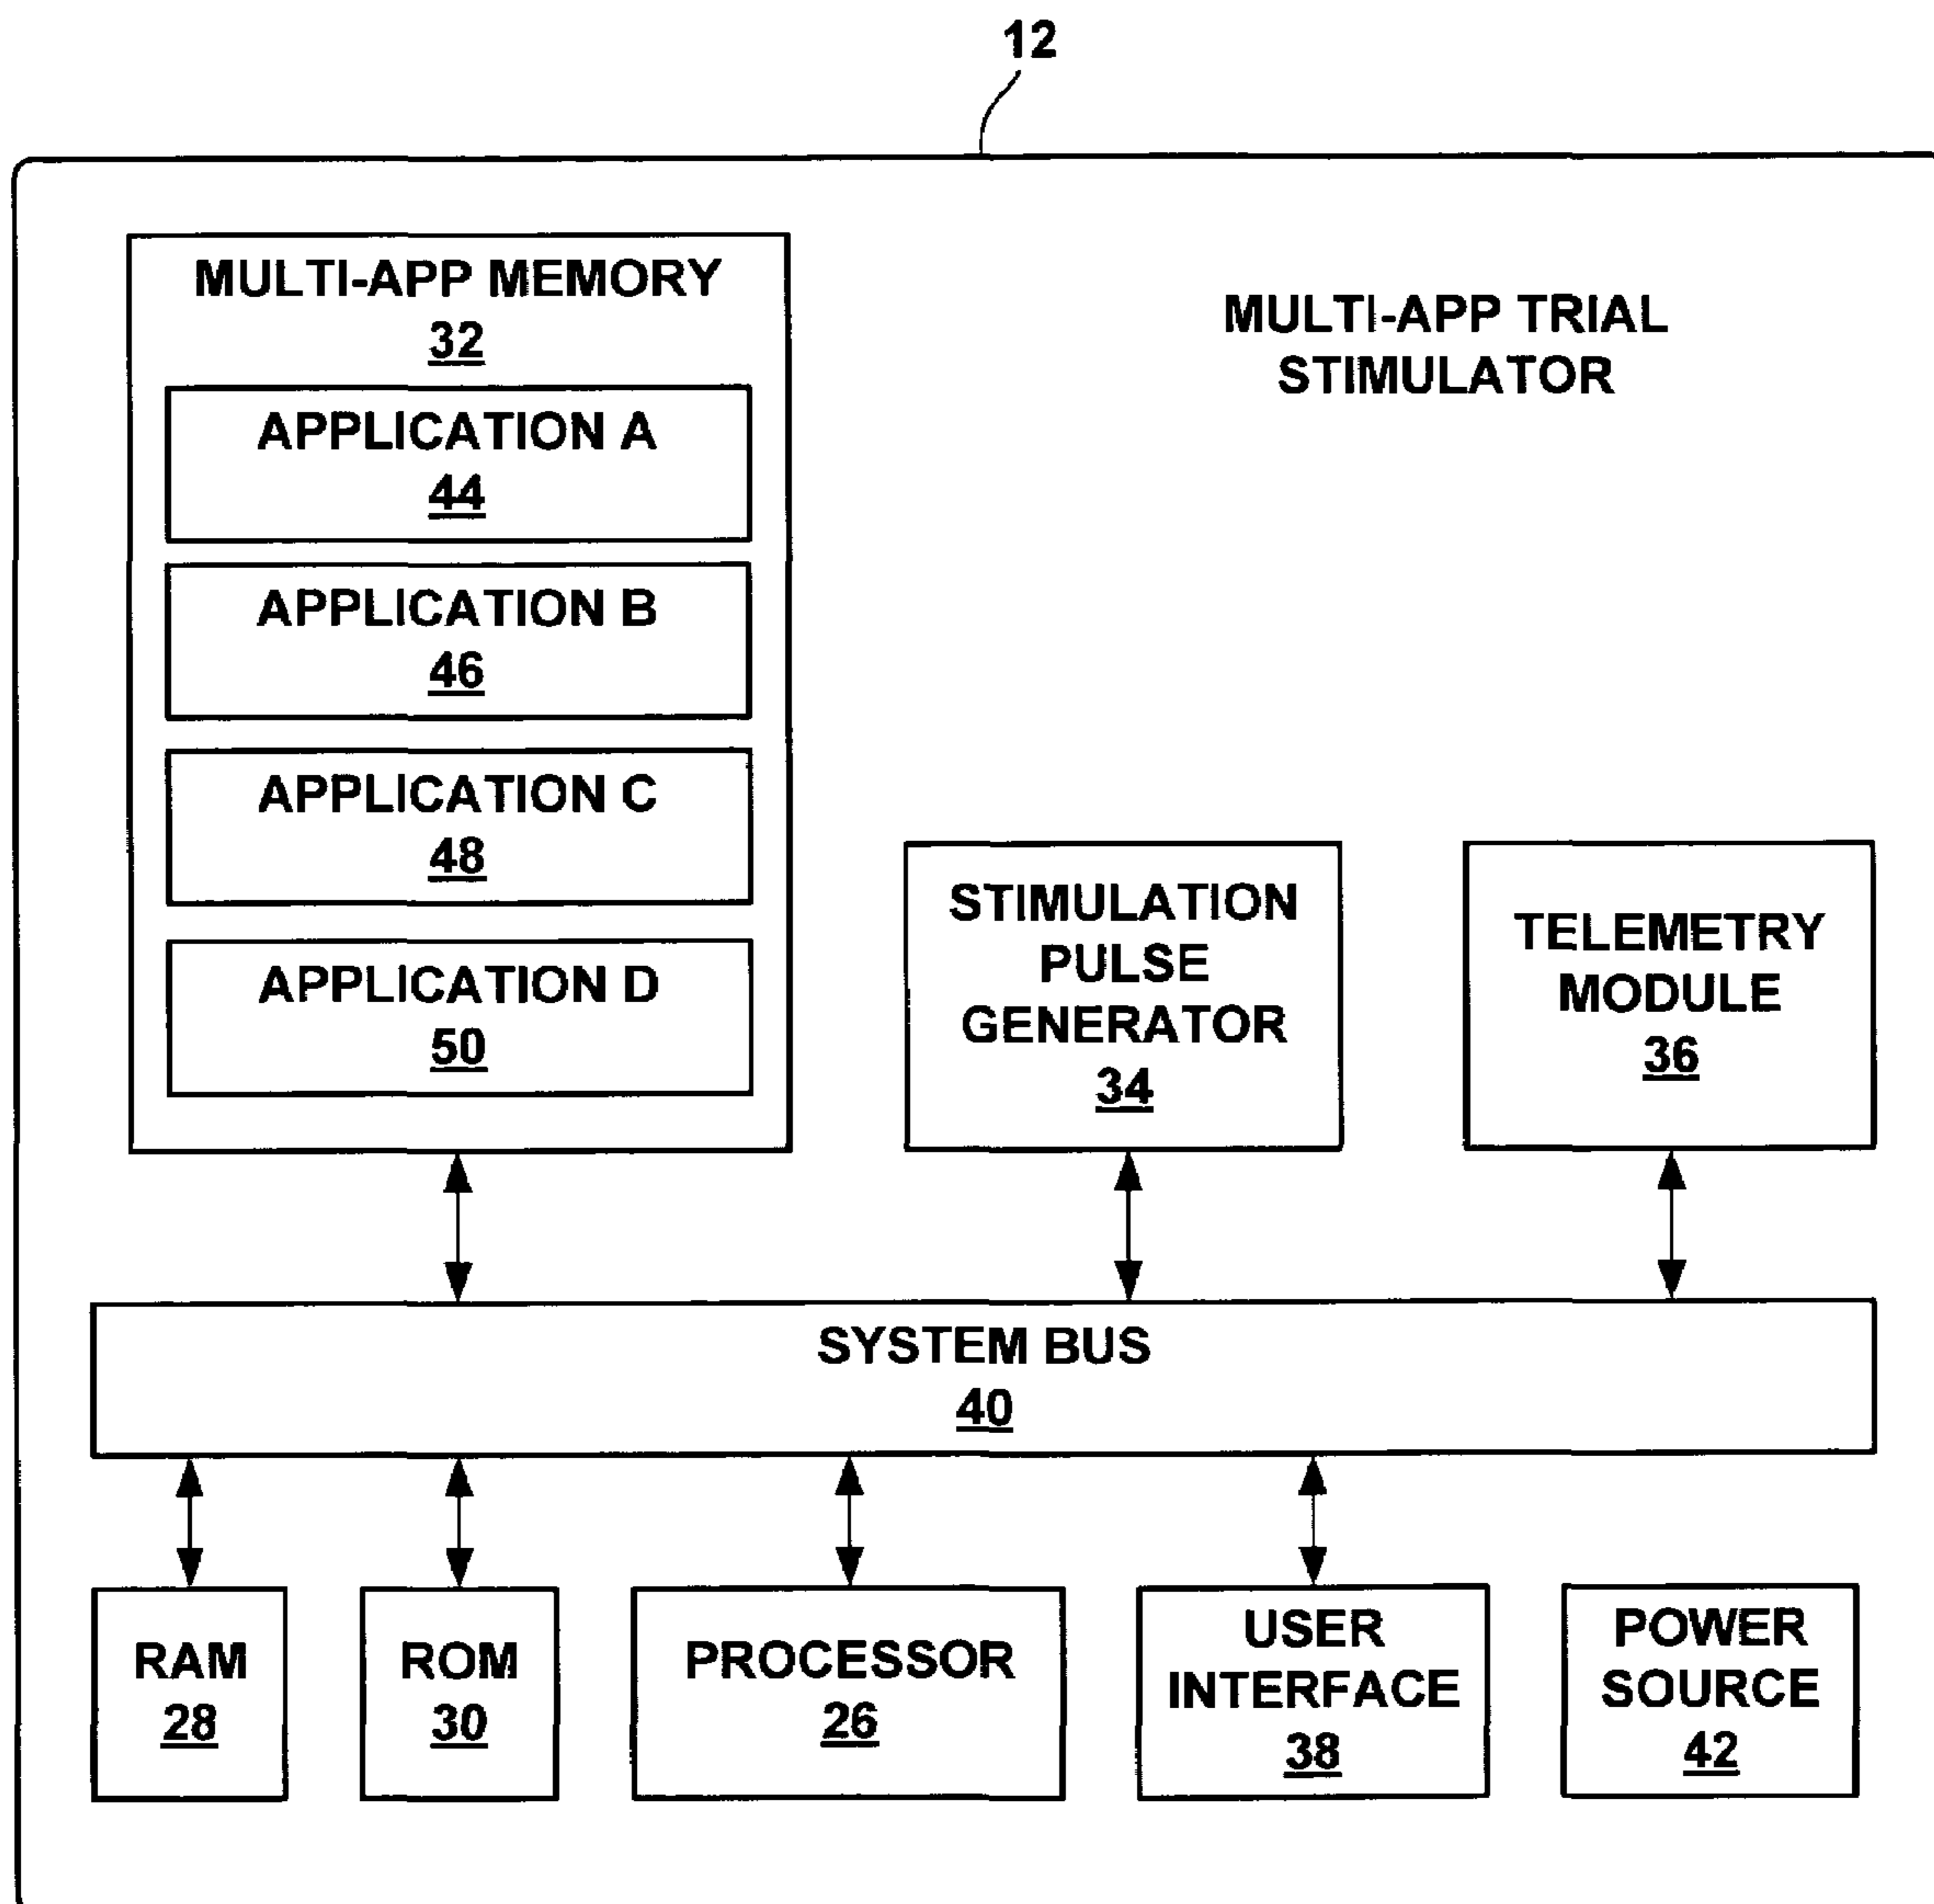 12
MULTI-APP MEMORY
32
APPLICATION A
44
APPLICATION B
46
APPLICATION C
48
APPLICATION D
50
MULTI-APP TRIAL
STIMULATOR
STIMULATION
PULSE
GENERATOR
34
TELEMETRY
MODULE
36
SYSTEM BUS
40
RAM
28
ROM
30
PROCESSOR
26
USER
INTERFACE
38
POWER
SOURCE
42